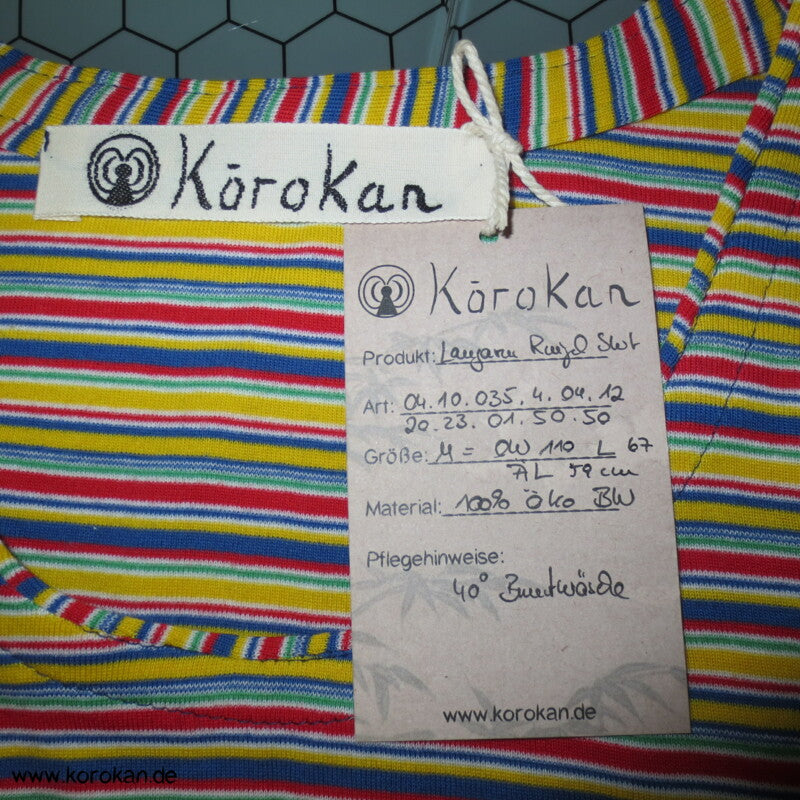 Kōrokan
Kōrokan
Produkt: Langarm Ringel Shirt
Art: 04.10.035.4.04.12
20.23.01.50.50
Größe: M = OW 110 L 67
AL 59 cm
Material: 100% öko BW
Pflegehinweise:
40° Buntwäsche
www.korokan.de
www.korokan.de